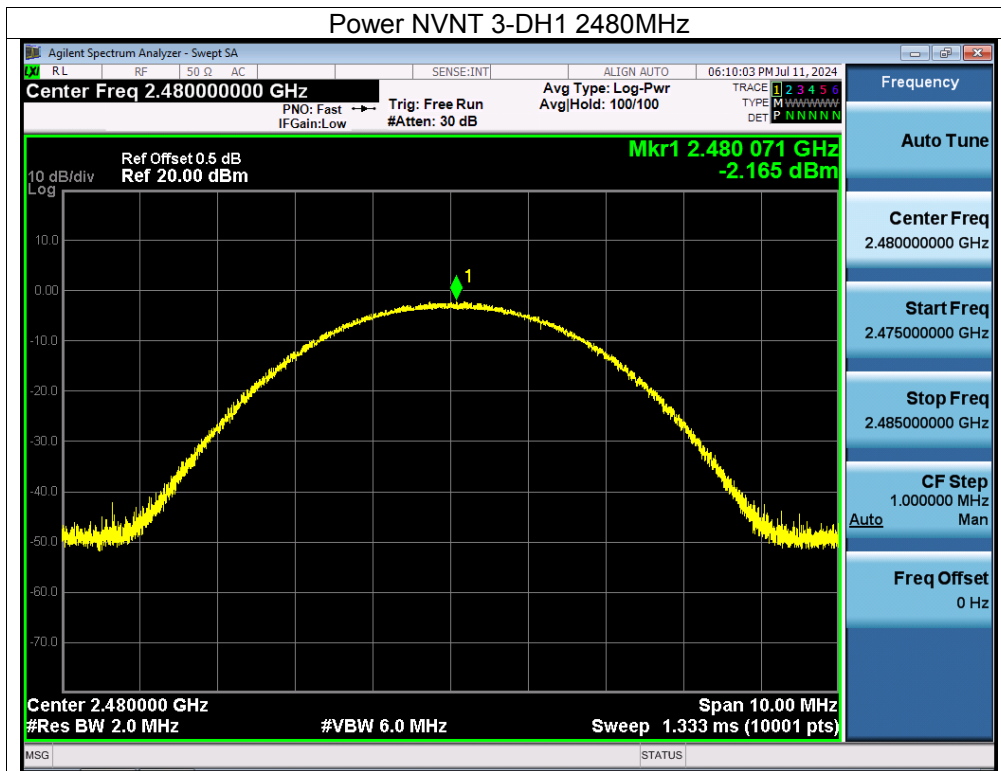 Power NVNT 3-DH1 2480MHz
Agilent Spectrum Analyzer - Swept SA
LXI RL RF 50 Ω AC SENSE:INT ALIGN AUTO 06:10:03 PM Jul 11, 2024
Center Freq 2.480000000 GHz
PNO: Fast
IFGain:Low
Trig: Free Run
#Atten: 30 dB
Avg Type: Log-Pwr
Avg|Hold: 100/100
TRACE 1 2 3 4 5 6
TYPE M WWWWW
DET P N N N N N
Mkr1 2.480 071 GHz
-2.165 dBm
Ref Offset 0.5 dB
10 dB/div Ref 20.00 dBm
Log
10.0
0.00
-10.0
-20.0
-30.0
-40.0
-50.0
-60.0
-70.0
1
Center 2.480000 GHz Span 10.00 MHz
#Res BW 2.0 MHz #VBW 6.0 MHz Sweep 1.333 ms (10001 pts)
MSG STATUS
Frequency
Auto Tune
Center Freq
2.480000000 GHz
Start Freq
2.475000000 GHz
Stop Freq
2.485000000 GHz
CF Step
1.000000 MHz
Auto Man
Freq Offset
0 Hz